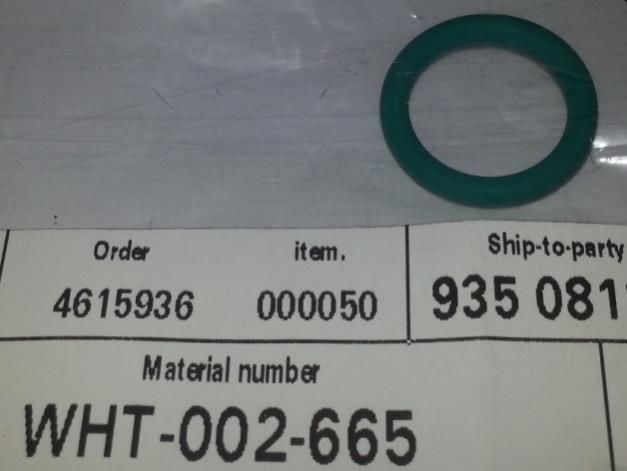 Order item. Ship-to-party
4615936 000050 935 081
Material number
WHT-002-665